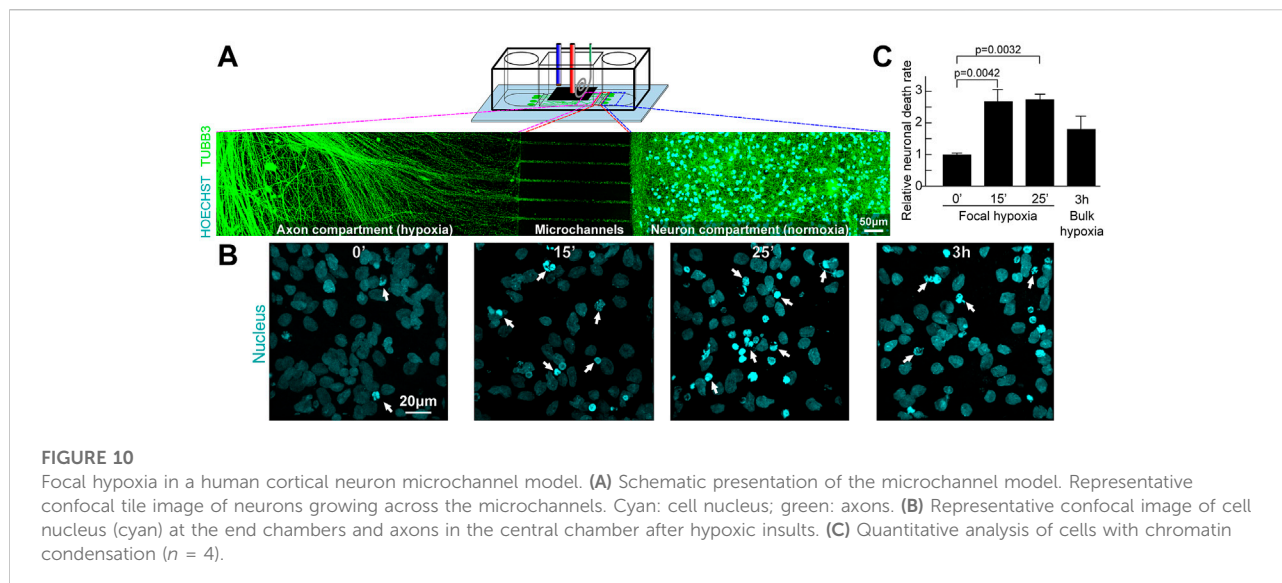 A
HOECHST TUBB3
Axon compartment (hypoxia)
Microchannels
Neuron compartment (normoxia)
50µm
C
p=0.0032
p=0.0042
Relative neuronal death rate
3
2
1
0
0'
15'
25'
3h
Focal hypoxia
Bulk
hypoxia
B
Nucleus
0'
15'
25'
3h
20µm
FIGURE 10
Focal hypoxia in a human cortical neuron microchannel model. (A) Schematic presentation of the microchannel model. Representative
confocal tile image of neurons growing across the microchannels. Cyan: cell nucleus; green: axons. (B) Representative confocal image of cell
nucleus (cyan) at the end chambers and axons in the central chamber after hypoxic insults. (C) Quantitative analysis of cells with chromatin
condensation (n = 4).